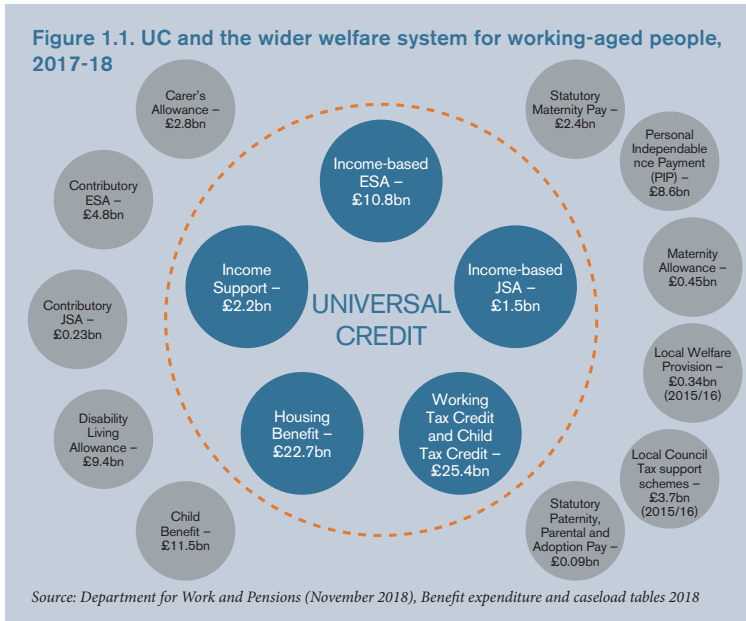 Figure 1.1. UC and the wider welfare system for working-aged people,
2017-18
Carer's
Allowance –
£2.8bn
Contributory
ESA –
£4.8bn
Contributory
JSA –
£0.23bn
Disability
Living
Allowance –
£9.4bn
Child
Benefit –
£11.5bn
Income-based
ESA –
£10.8bn
Income
Support –
£2.2bn
Income-based
JSA –
£1.5bn
UNIVERSAL
CREDIT
Housing
Benefit –
£22.7bn
Working
Tax Credit
and Child
Tax Credit –
£25.4bn
Statutory
Maternity Pay –
£2.4bn
Personal
Independable
nce Payment
(PIP) –
£8.6bn
Maternity
Allowance –
£0.45bn
Local Welfare
Provision –
£0.34bn
(2015/16)
Local Council
Tax support
schemes –
£3.7bn
(2015/16)
Statutory
Paternity,
Parental and
Adoption Pay –
£0.09bn
Source: Department for Work and Pensions (November 2018), Benefit expenditure and caseload tables 2018